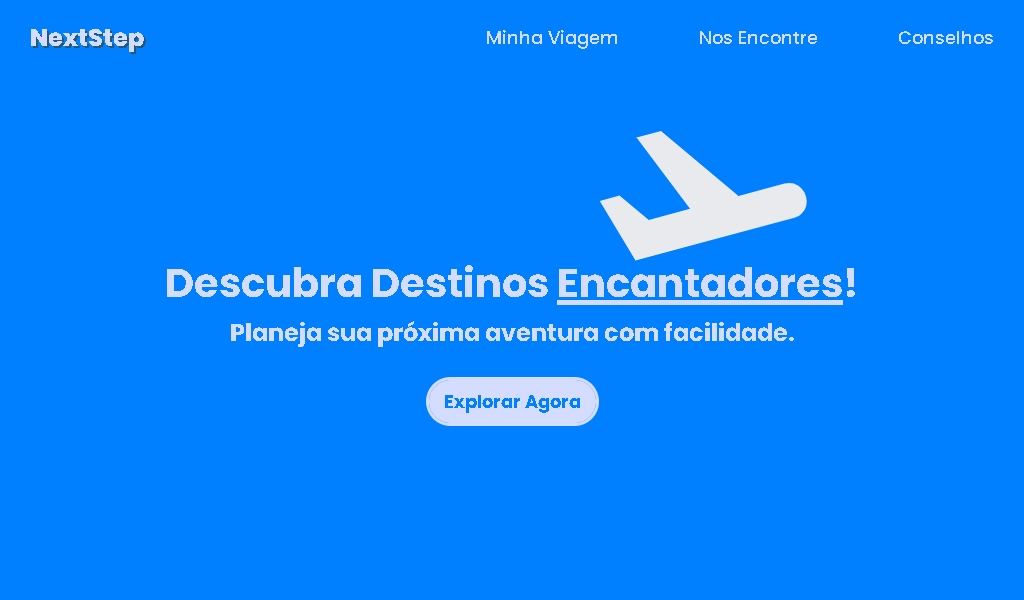 NextStep
Minha Viagem
Nos Encontre
Conselhos
Descubra Destinos Encantadores!
Planeja sua próxima aventura com facilidade.
Explorar Agora